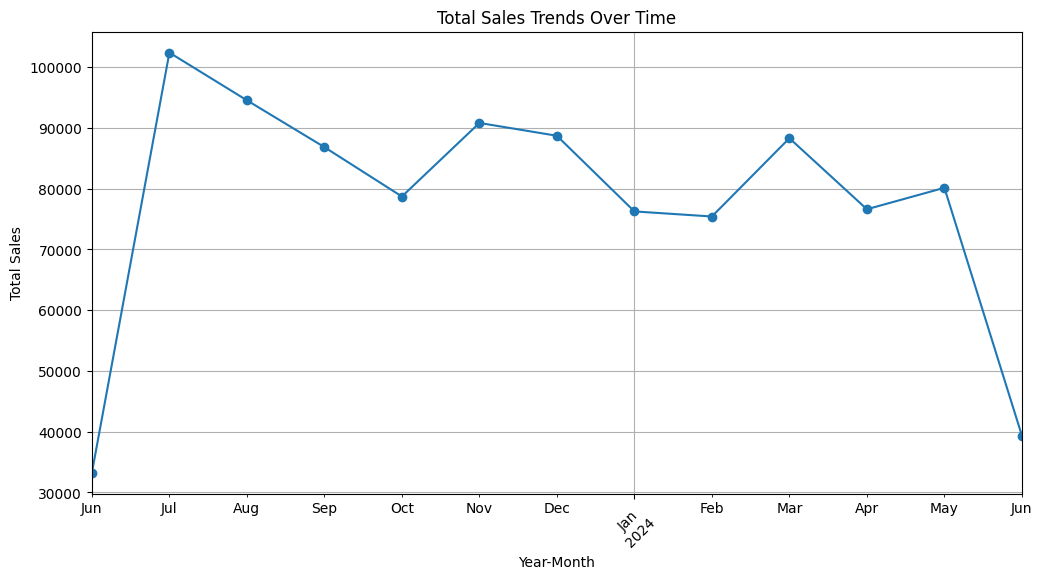 Total Sales Trends Over Time
100000
90000
80000
70000
60000
50000
40000
30000
Total Sales
Jun Jul Aug Sep Oct Nov Dec Jan Feb Mar Apr May Jun
2024
Year-Month